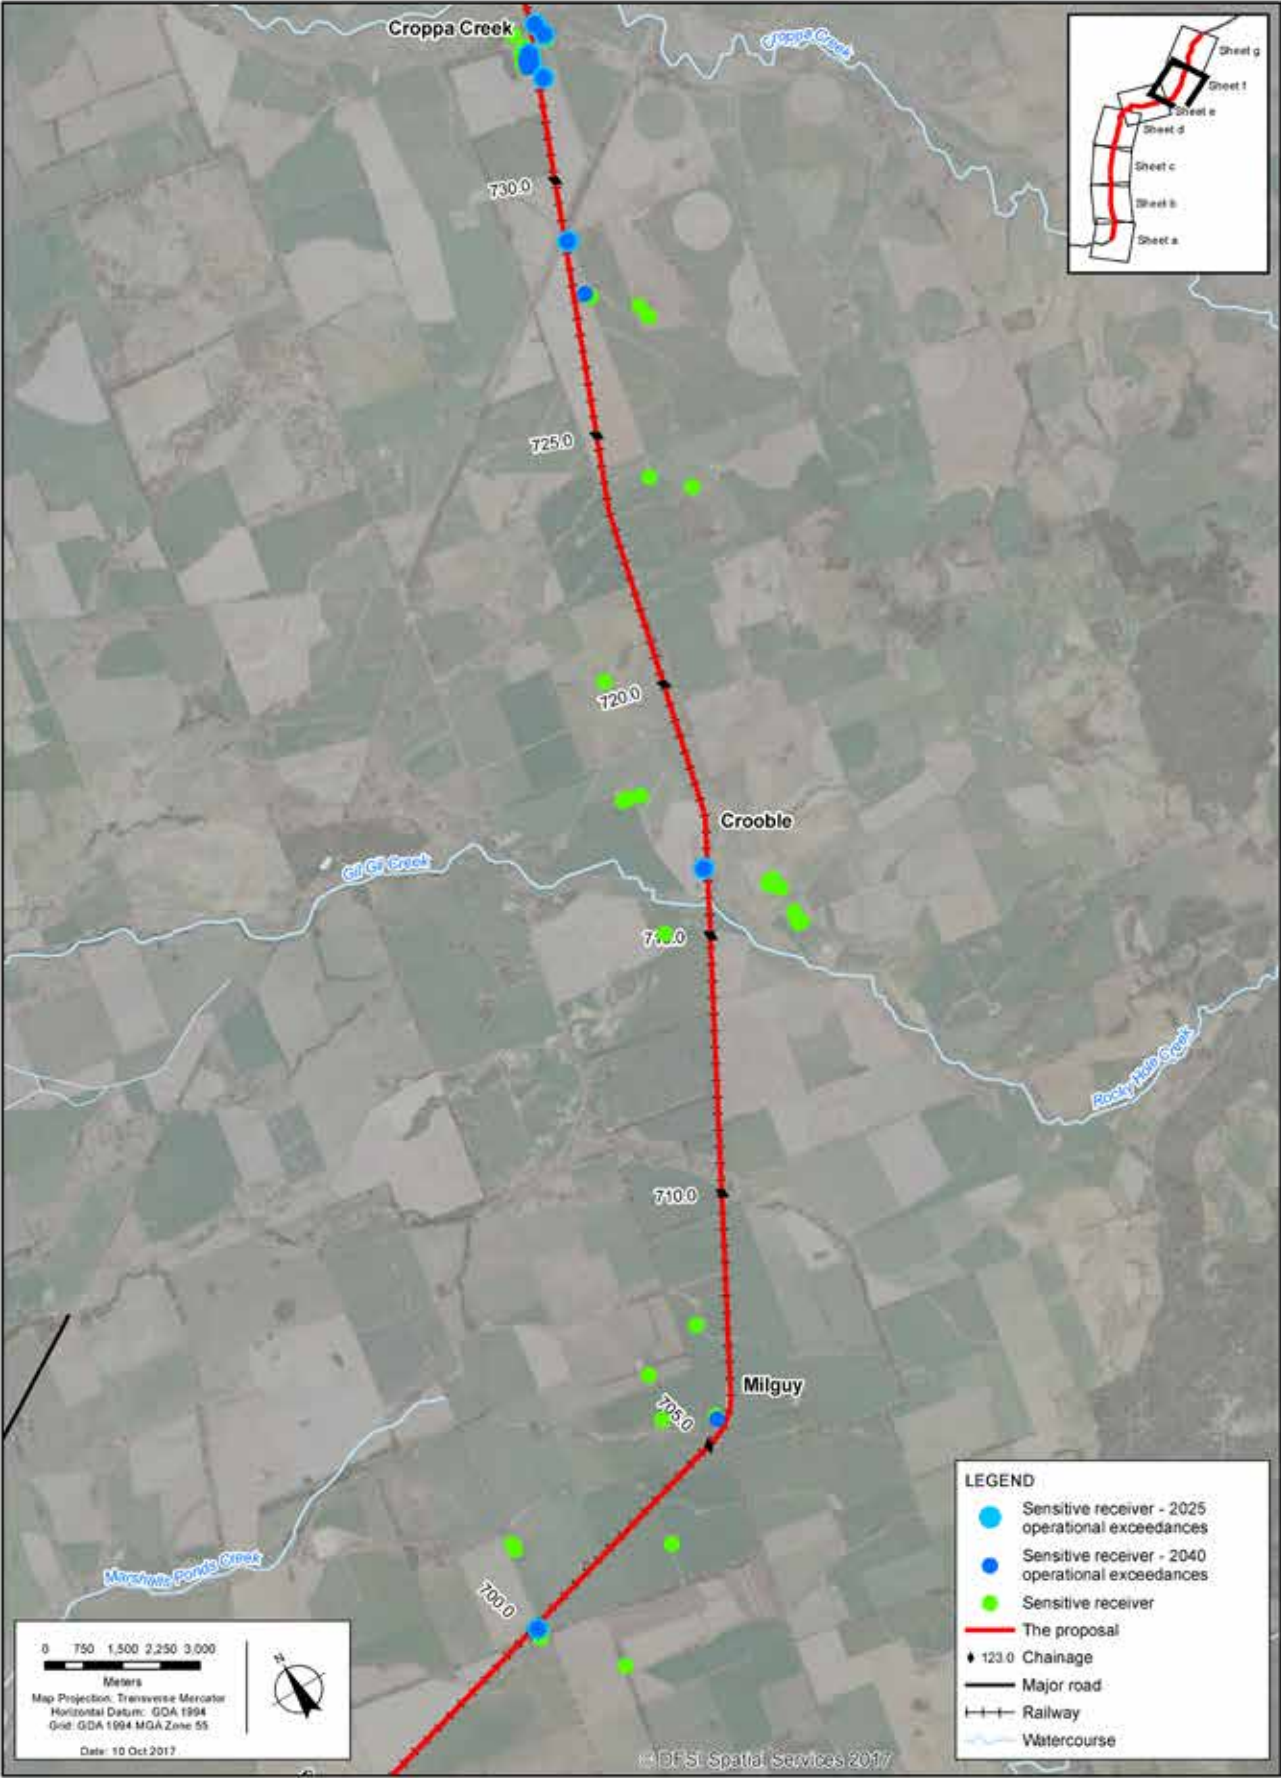 Croppa Creek
Croppa Creek
Sheet g
Sheet f
Sheet e
Sheet d
Sheet c
Sheet b
Sheet a
730.0
725.0
720.0
Crooble
Gil Gil Creek
Rocky Hole Creek
710.0
Milguy
705.0
Marshalls Ponds Creek
700.0
LEGEND
Sensitive receiver - 2025
operational exceedances
Sensitive receiver - 2040
operational exceedances
Sensitive receiver
The proposal
123.0 Chainage
Major road
Railway
Watercourse
0 750 1,500 2,250 3,000
Meters
Map Projection: Transverse Mercator
Horizontal Datum: GDA 1994
Grid: GDA 1994 MGA Zone 55
Date: 10 Oct 2017
N
© DFSI Spatial Services 2017